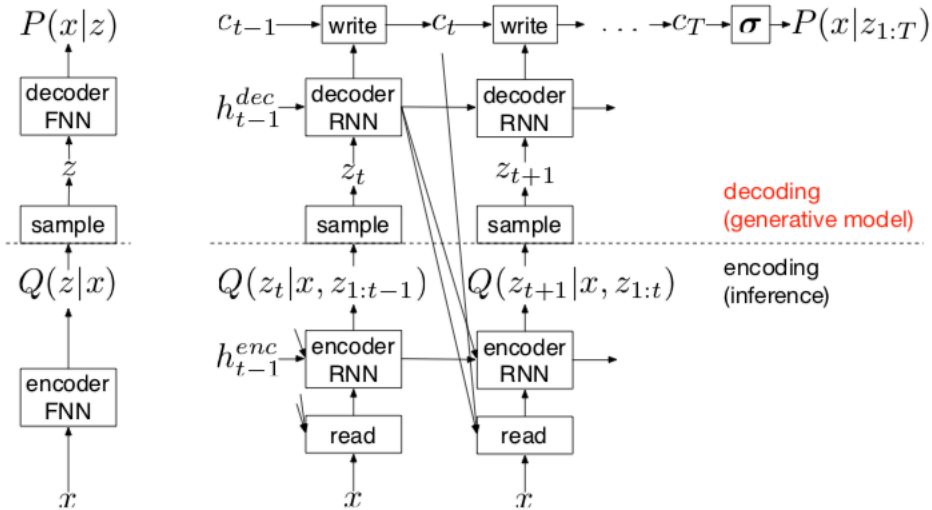 P(x|z)
decoder
FNN
z
sample
Q(z|x)
encoder
FNN
x
c_{t-1} write c_t write ... c_T σ P(x|z_{1:T})
h_{t-1}^{dec} decoder
RNN
decoder
RNN
z_t z_{t+1}
sample sample
decoding
(generative model)
Q(z_t|x, z_{1:t-1}) Q(z_{t+1}|x, z_{1:t})
encoding
(inference)
h_{t-1}^{enc} encoder
RNN
encoder
RNN
read read
x x